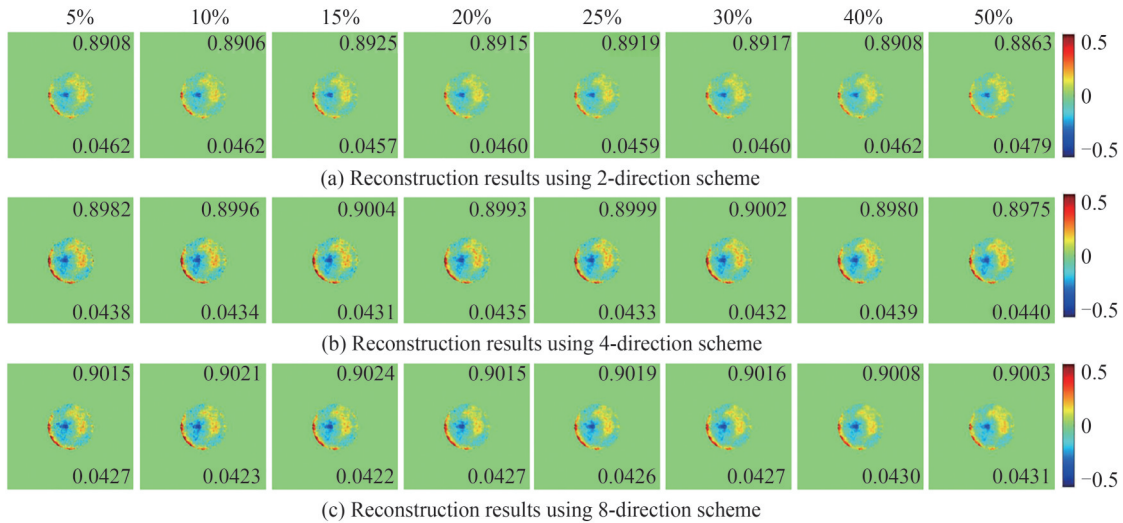 5% 10% 15% 20% 25% 30% 40% 50%
0.8908 0.8906 0.8925 0.8915 0.8919 0.8917 0.8908 0.8863 0.5
0
0.0462 0.0462 0.0457 0.0460 0.0459 0.0460 0.0462 0.0479 −0.5
(a) Reconstruction results using 2-direction scheme
0.8982 0.8996 0.9004 0.8993 0.8999 0.9002 0.8980 0.8975 0.5
0
0.0438 0.0434 0.0431 0.0435 0.0433 0.0432 0.0439 0.0440 −0.5
(b) Reconstruction results using 4-direction scheme
0.9015 0.9021 0.9024 0.9015 0.9019 0.9016 0.9008 0.9003 0.5
0
0.0427 0.0423 0.0422 0.0427 0.0426 0.0427 0.0430 0.0431 −0.5
(c) Reconstruction results using 8-direction scheme